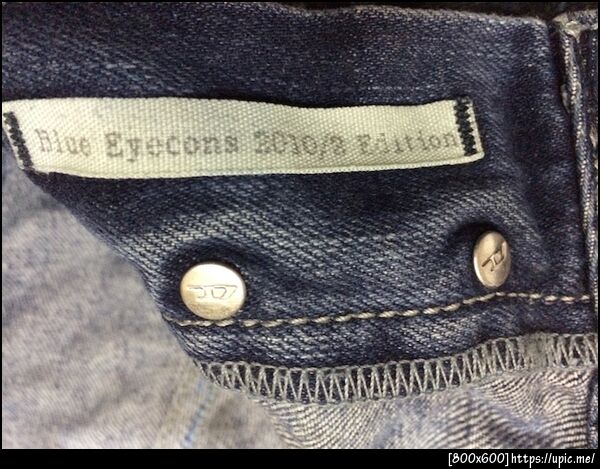 Blue Eyecons 2010/2 Edition
[800x600]https://upic.me/